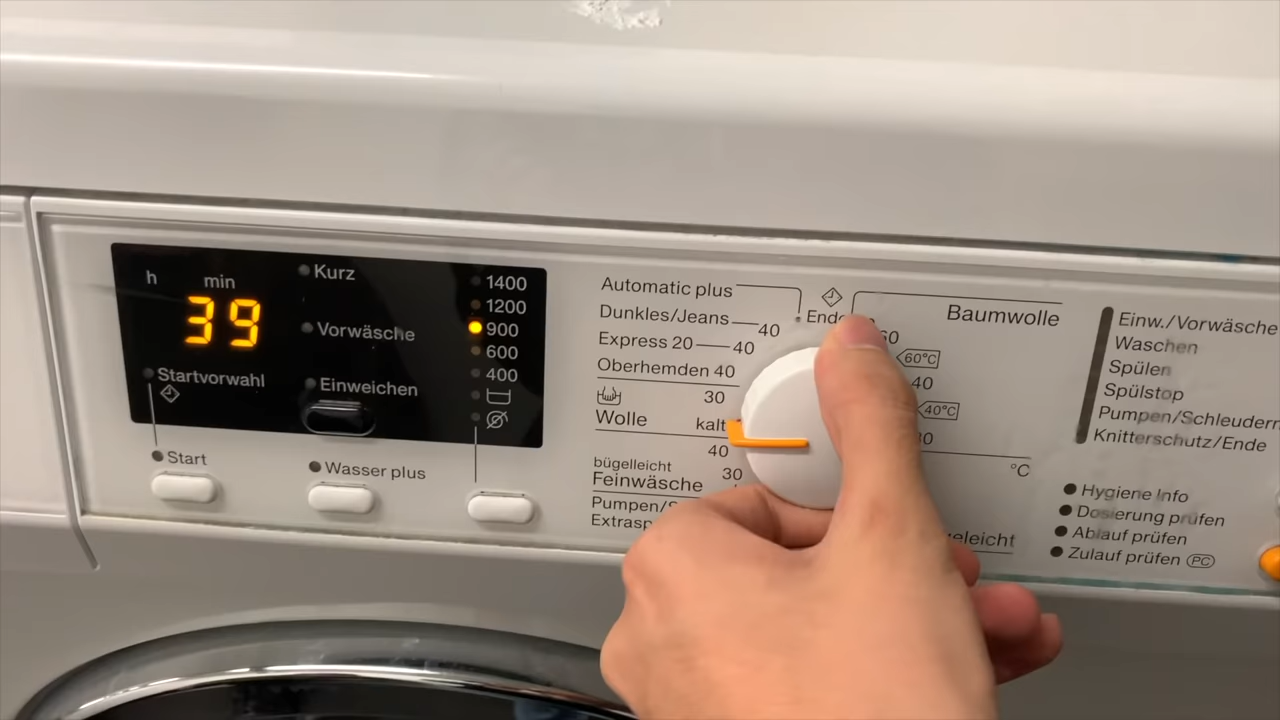 h min
39
Startvorwahl
Start
Kurz
Vorwäsche
Einweichen
Wasser plus
1400
1200
900
600
400
Automatic plus
Dunkles/Jeans 40
Express 20 40
Oberhemden 40
30
Wolle kalt
40
bügelleicht 30
Feinwäsche
Baumwolle
60°C
40
40°C
°C
Einw./Vorwäsche
Waschen
Spülen
Spülstop
Pumpen/Schleudern
Knitterschutz/Ende
Hygiene Info
Dosierung prüfen
Ablauf prüfen
Zulauf prüfen PC